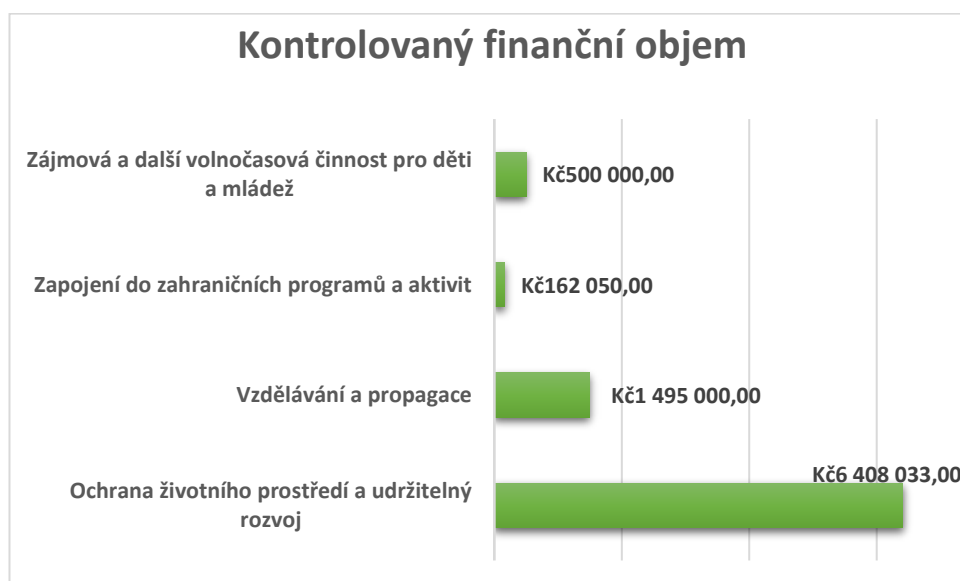 Kontrolovaný finanční objem
Zájmová a další volnočasová činnost pro děti
a mládež
Kč500 000,00
Zapojení do zahraničních programů a aktivit
Kč162 050,00
Vzdělávání a propagace
Kč1 495 000,00
Ochrana životního prostředí a udržitelný
rozvoj
Kč6 408 033,00